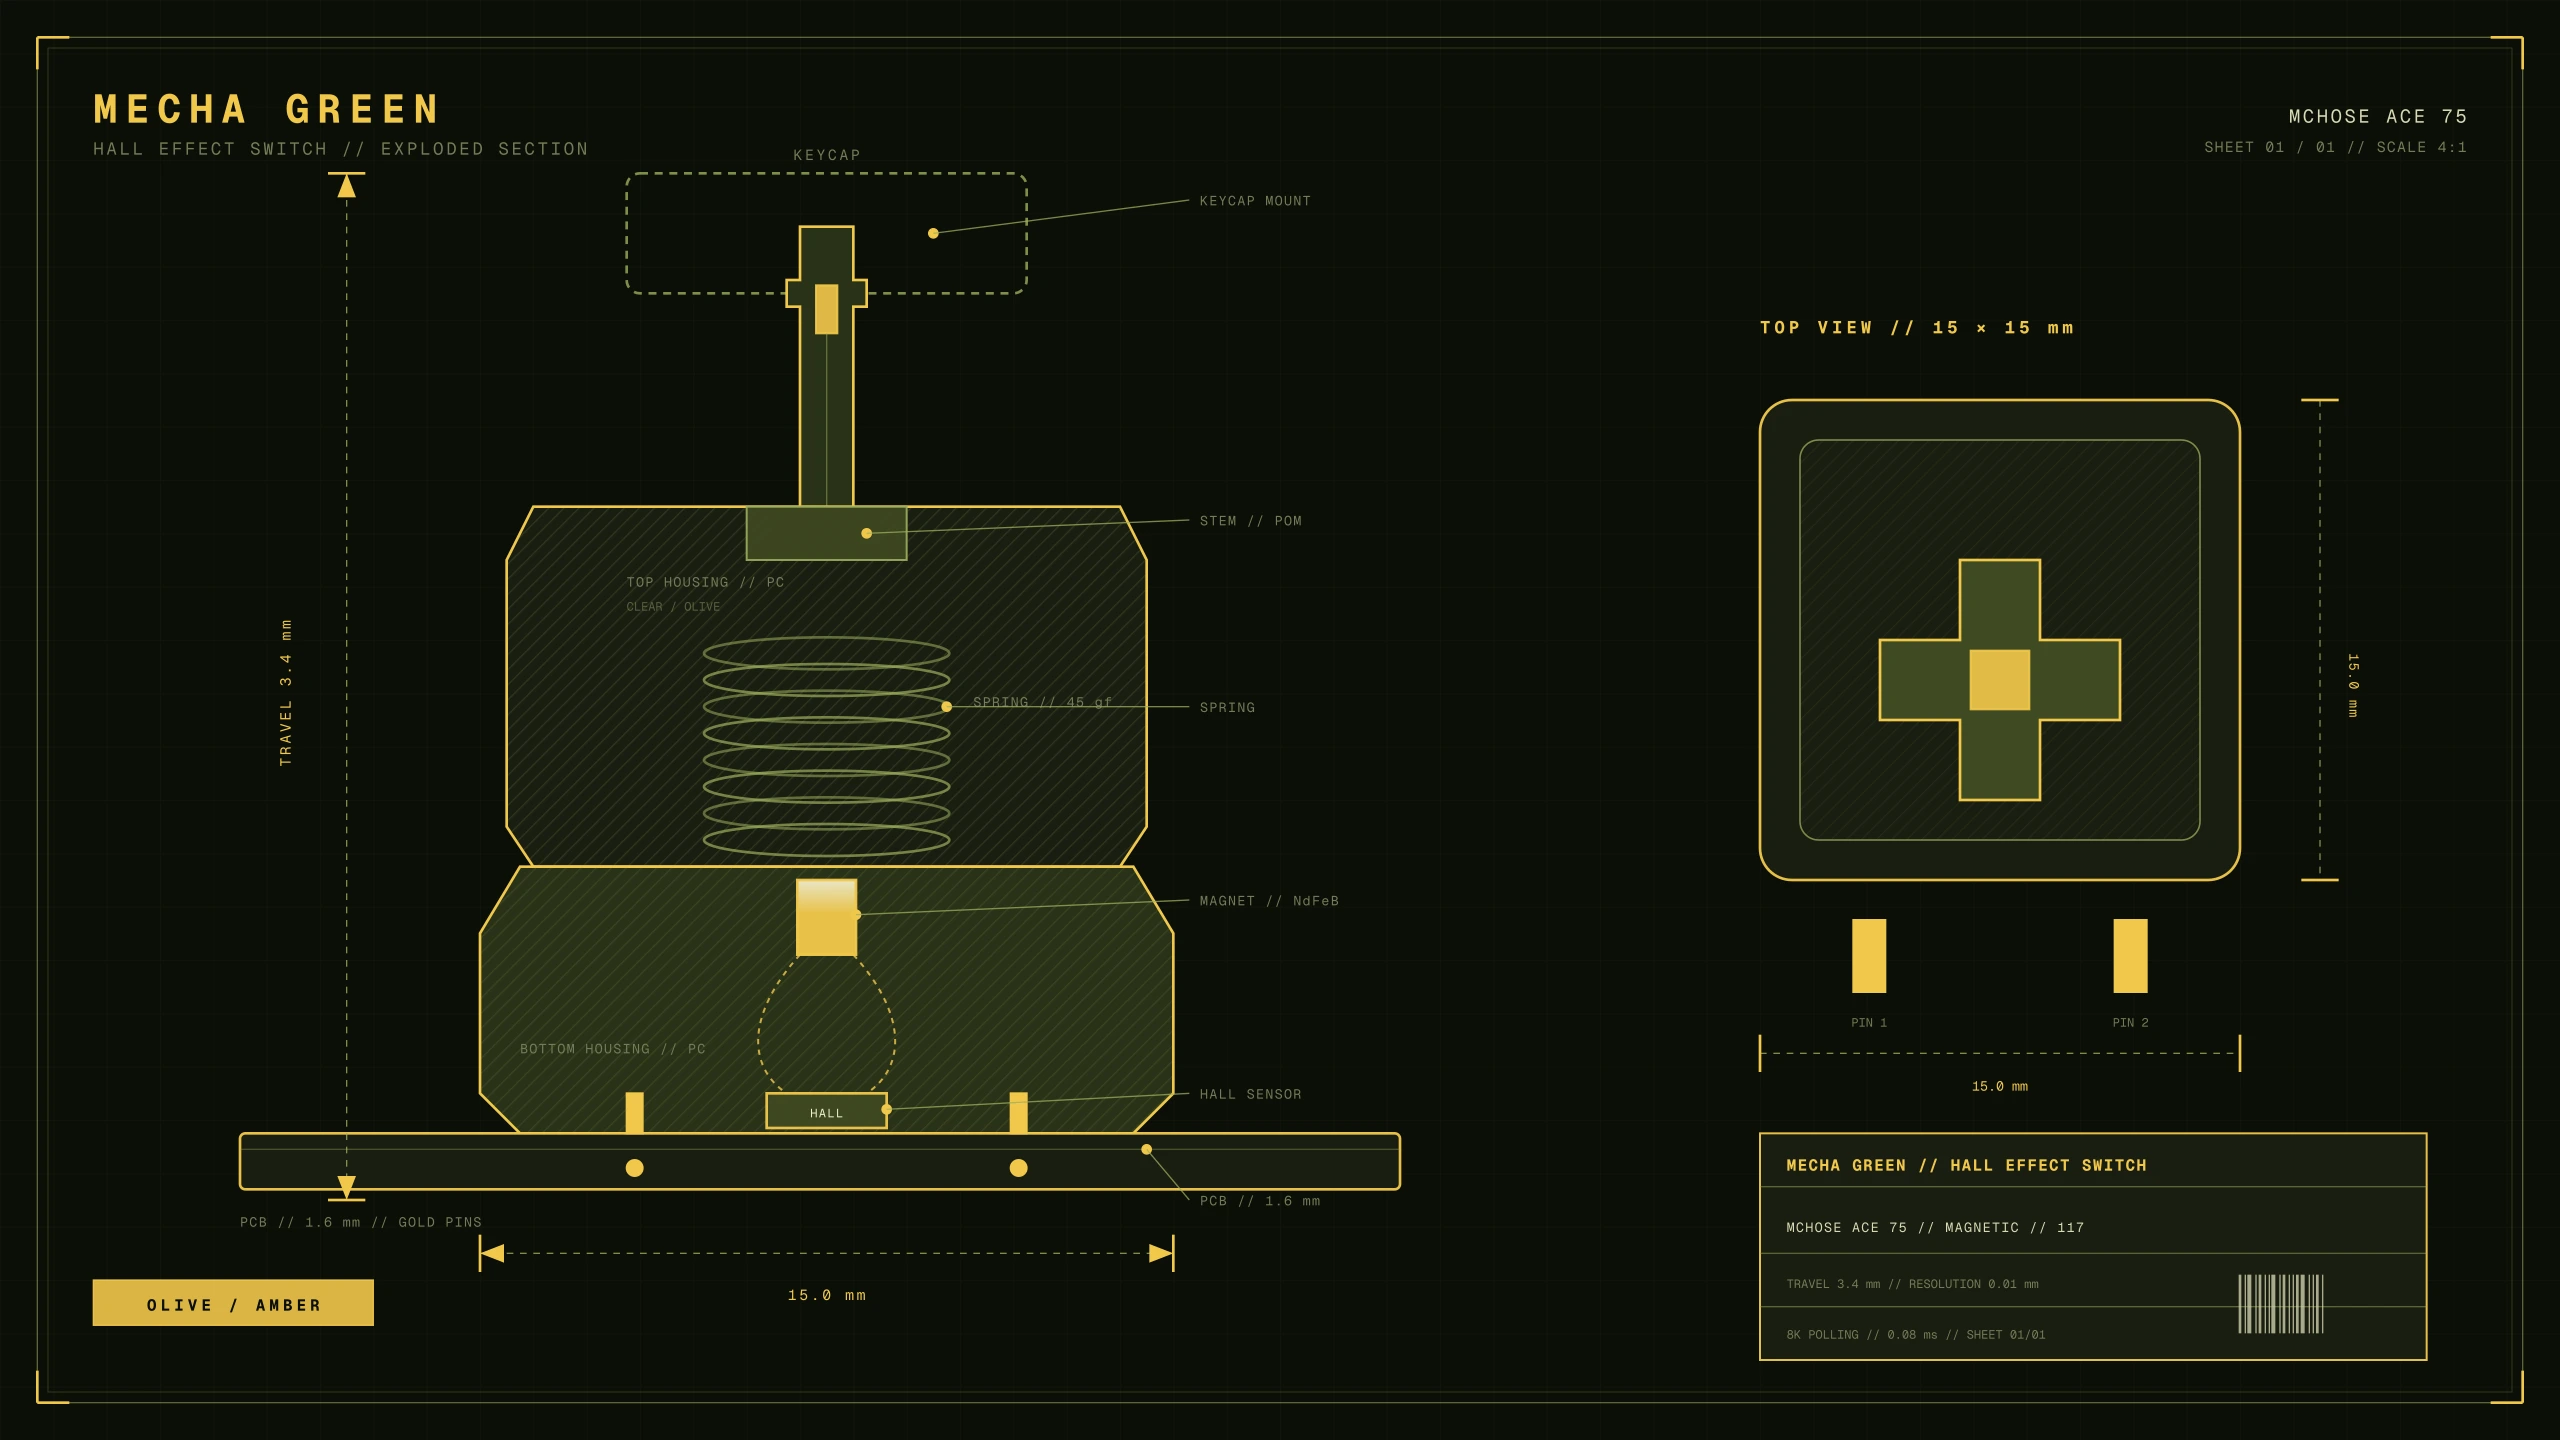 MECHA GREEN
HALL EFFECT SWITCH // EXPLODED SECTION
MCHOSE ACE 75
SHEET 01 / 01 // SCALE 4:1
KEYCAP
KEYCAP MOUNT
TOP VIEW // 15 × 15 mm
STEM // POM
TOP HOUSING // PC
CLEAR / OLIVE
TRAVEL 3.4 mm
SPRING // 45 gf
SPRING
15.0 mm
MAGNET // NdFeB
PIN 1
PIN 2
BOTTOM HOUSING // PC
15.0 mm
HALL SENSOR
HALL
PCB // 1.6 mm
PCB // 1.6 mm // GOLD PINS
15.0 mm
OLIVE / AMBER
MECHA GREEN // HALL EFFECT SWITCH
MCHOSE ACE 75 // MAGNETIC // 117
TRAVEL 3.4 mm // RESOLUTION 0.01 mm
8K POLLING // 0.08 ms // SHEET 01/01